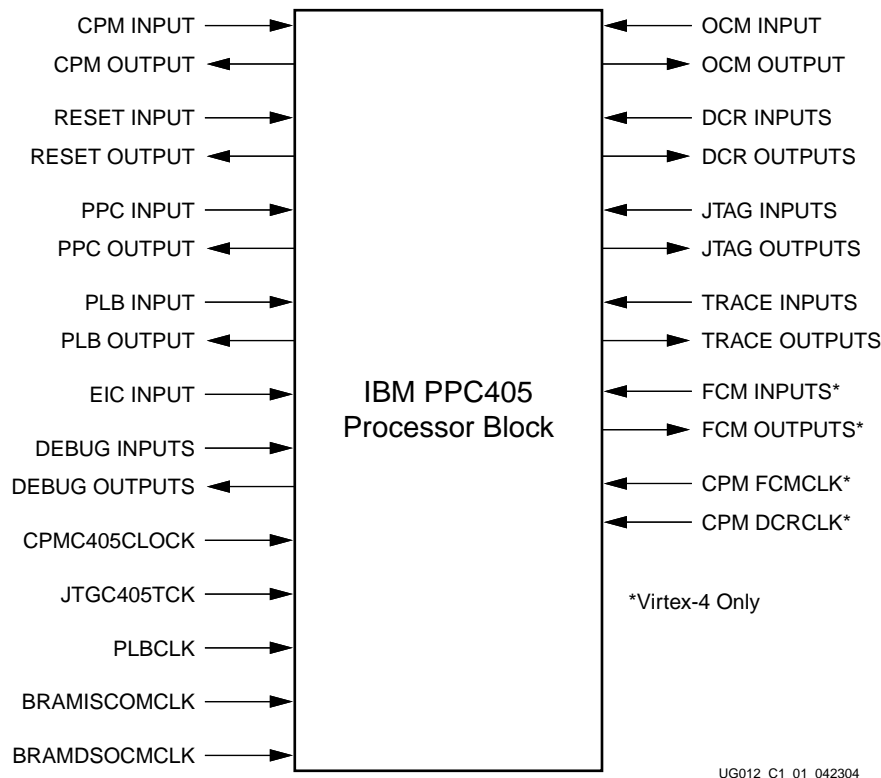 CPM INPUT
CPM OUTPUT
RESET INPUT
RESET OUTPUT
PPC INPUT
PPC OUTPUT
PLB INPUT
PLB OUTPUT
EIC INPUT
DEBUG INPUTS
DEBUG OUTPUTS
CPMC405CLOCK
JTGC405TCK
PLBCLK
BRAMISCOMCLK
BRAMDSOCMCLK
IBM PPC405
Processor Block
OCM INPUT
OCM OUTPUT
DCR INPUTS
DCR OUTPUTS
JTAG INPUTS
JTAG OUTPUTS
TRACE INPUTS
TRACE OUTPUTS
FCM INPUTS*
FCM OUTPUTS*
CPM FCMCLK*
CPM DCRCLK*
*Virtex-4 Only
UG012_C1_01_042304